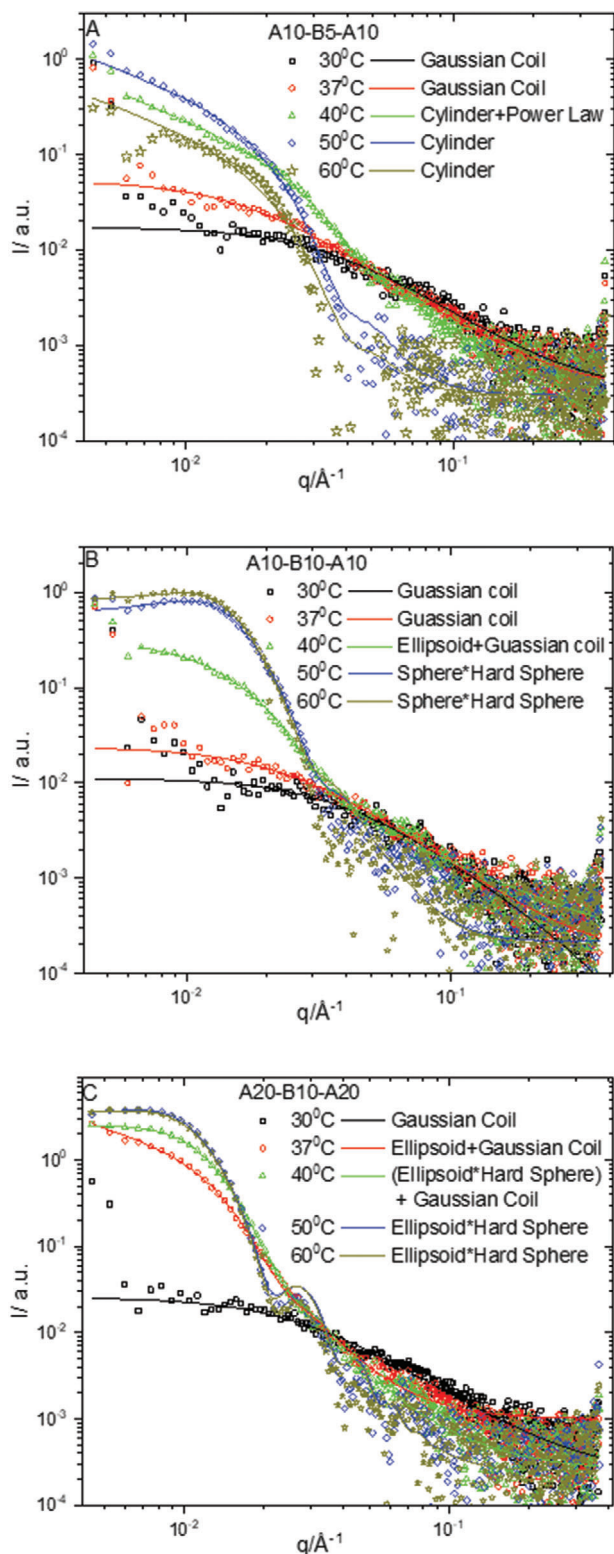 A
A10-B5-A10
30⁰C Gaussian Coil
37⁰C Gaussian Coil
40⁰C Cylinder+Power Law
50⁰C Cylinder
60⁰C Cylinder
10⁰
10⁻¹
10⁻²
10⁻³
10⁻⁴
I/ a.u.
10⁻²
10⁻¹
q/Å⁻¹
B
A10-B10-A10
30⁰C Guassian coil
37⁰C Guassian coil
40⁰C Ellipsoid+Guassian coil
50⁰C Sphere*Hard Sphere
60⁰C Sphere*Hard Sphere
10⁰
10⁻¹
10⁻²
10⁻³
10⁻⁴
I/ a.u.
10⁻²
10⁻¹
q/Å⁻¹
C
A20-B10-A20
30⁰C Gaussian Coil
37⁰C Ellipsoid+Gaussian Coil
40⁰C (Ellipsoid*Hard Sphere)
+ Gaussian Coil
50⁰C Ellipsoid*Hard Sphere
60⁰C Ellipsoid*Hard Sphere
10⁰
10⁻¹
10⁻²
10⁻³
10⁻⁴
I/ a.u.
10⁻²
10⁻¹
q/Å⁻¹